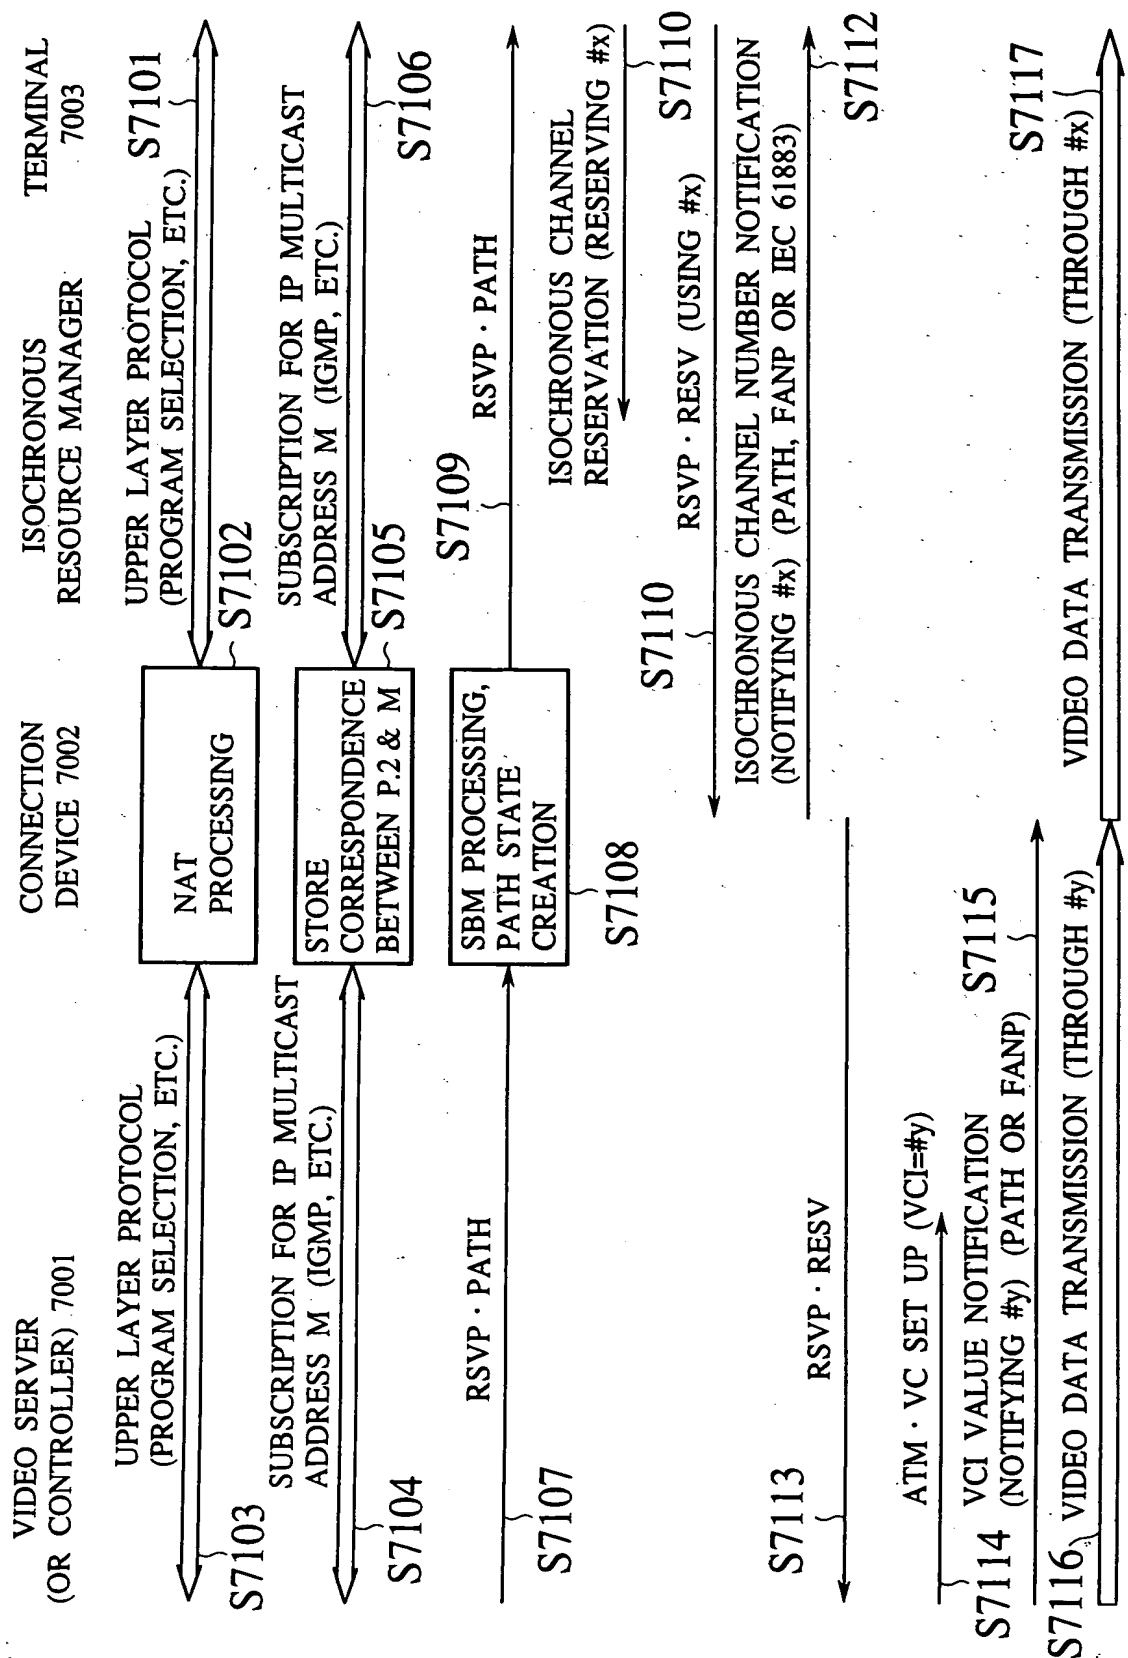 VIDEO SERVER
(OR CONTROLLER) 7001
CONNECTION
DEVICE 7002
ISOCHRONOUS
RESOURCE MANAGER
TERMINAL
7003
UPPER LAYER PROTOCOL
(PROGRAM SELECTION, ETC.)
S7103
NAT
PROCESSING
S7102
UPPER LAYER PROTOCOL
(PROGRAM SELECTION, ETC.)
S7101
SUBSCRIPTION FOR IP MULTICAST
ADDRESS M (IGMP, ETC.)
S7104
STORE
CORRESPONDENCE
BETWEEN P.2 & M
S7105
SUBSCRIPTION FOR IP MULTICAST
ADDRESS M (IGMP, ETC.)
S7106
RSVP · PATH
S7107
SBM PROCESSING,
PATH STATE
CREATION
S7108
S7109
RSVP · PATH
ISOCHRONOUS CHANNEL
RESERVATION (RESERVING #x)
S7110
S7110
RSVP · RESV (USING #x)
ISOCHRONOUS CHANNEL NUMBER NOTIFICATION
(NOTIFYING #x) (PATH, FANP OR IEC 61883)
S7112
RSVP · RESV
S7113
ATM · VC SET UP (VCI=#y)
S7114
VCI VALUE NOTIFICATION
(NOTIFYING #y) (PATH OR FANP)
S7115
S7116
VIDEO DATA TRANSMISSION (THROUGH #y)
VIDEO DATA TRANSMISSION (THROUGH #x)
S7117